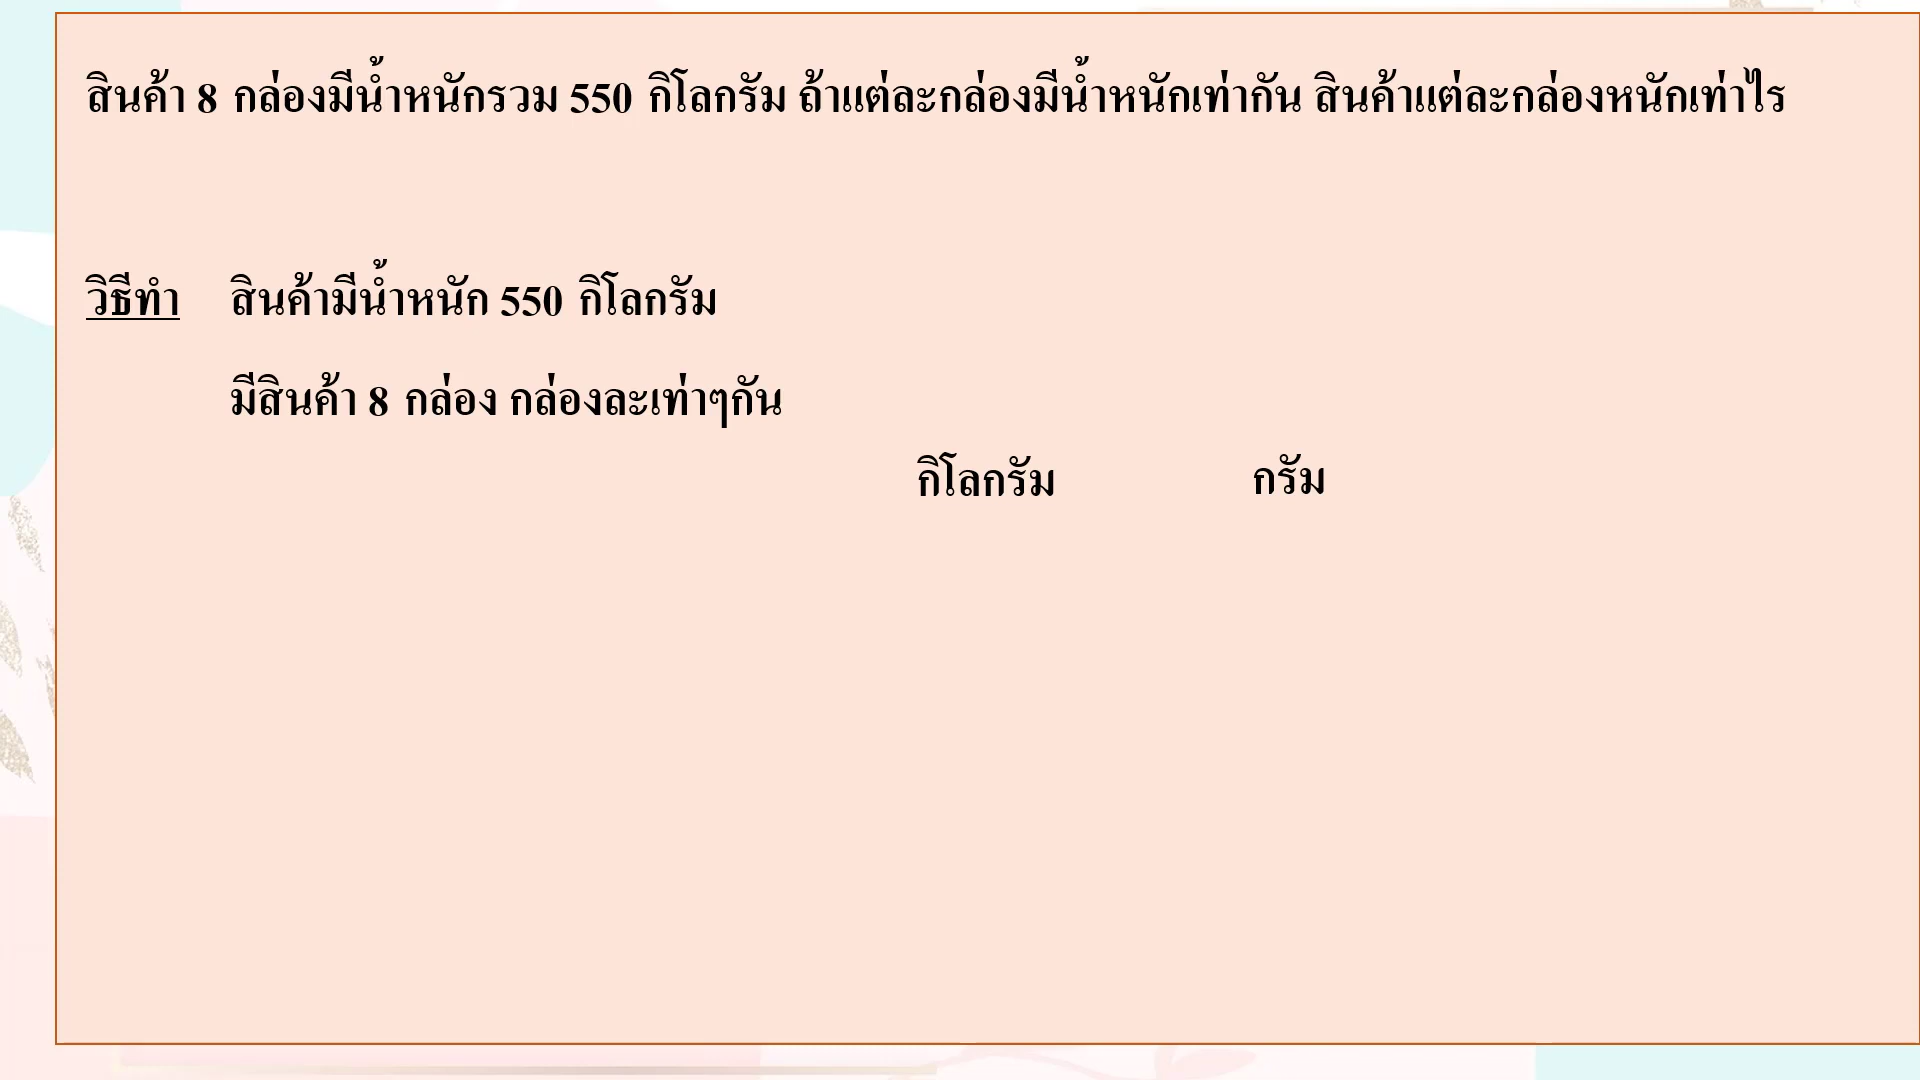 สินค้า 8 กล่องมีน้ำหนักรวม 550 กิโลกรัม ถ้าแต่ละกล่องมีน้ำหนักเท่ากัน สินค้าแต่ละกล่องหนักเท่าไร
วิธีทำ สินค้ามีน้ำหนัก 550 กิโลกรัม
มีสินค้า 8 กล่อง กล่องละเท่าๆกัน
กิโลกรัม กรัม